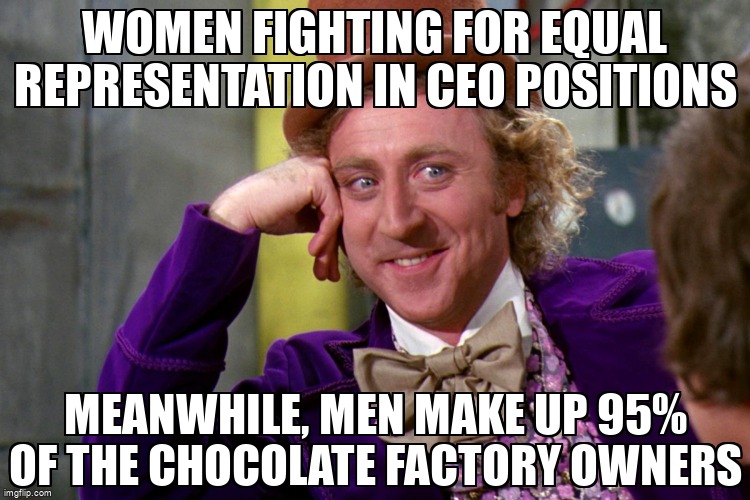 WOMEN FIGHTING FOR EQUAL
REPRESENTATION IN CEO POSITIONS
MEANWHILE, MEN MAKE UP 95%
OF THE CHOCOLATE FACTORY OWNERS
imgflip.com